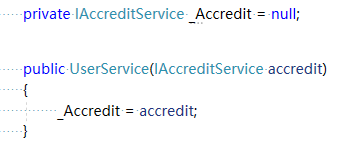 private IAccreditService _Accredit = null;
public UserService(IAccreditService accredit)
{
_Accredit = accredit;
}